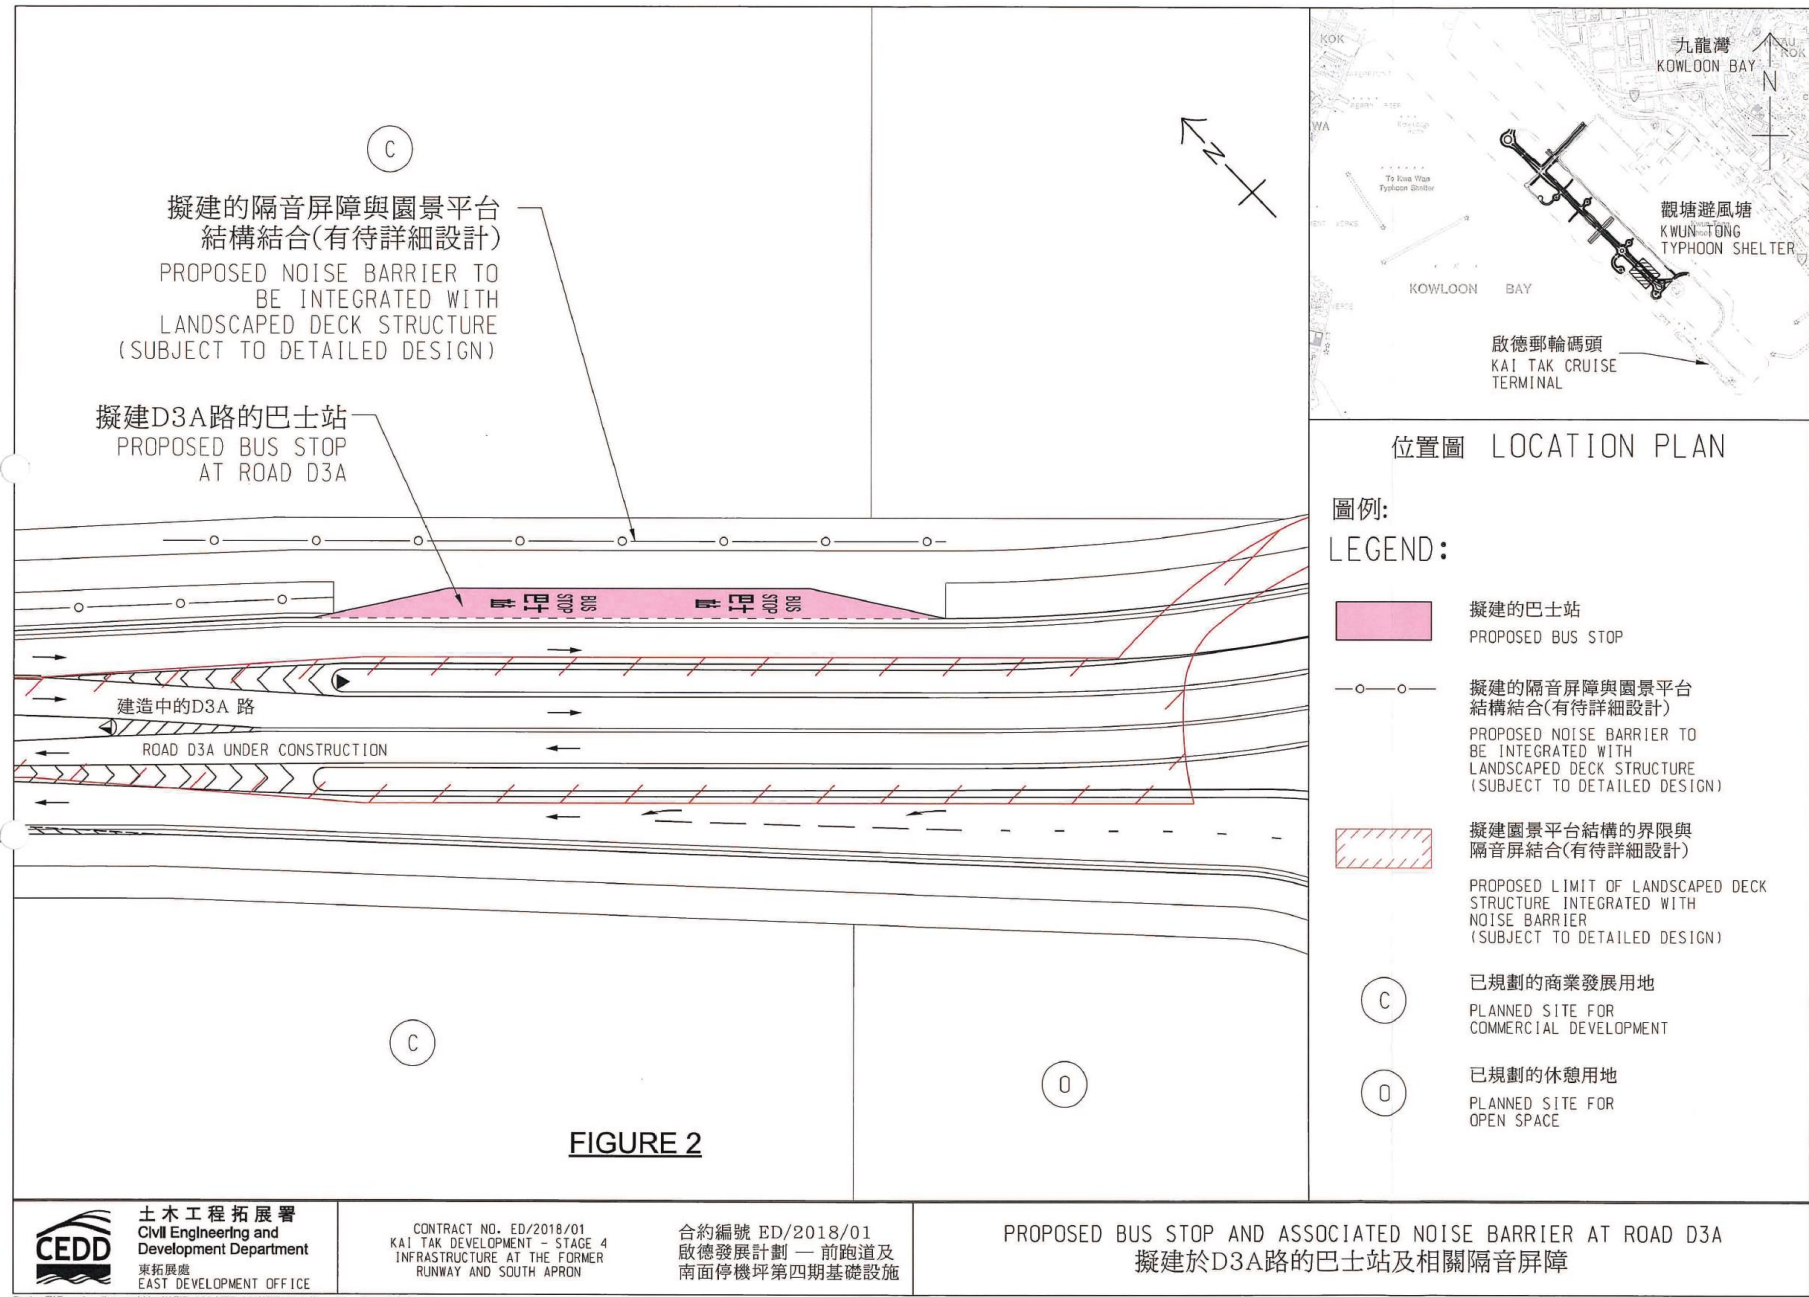 C
擬建的隔音屏障與園景平台
結構結合(有待詳細設計)
PROPOSED NOISE BARRIER TO
BE INTEGRATED WITH
LANDSCAPED DECK STRUCTURE
(SUBJECT TO DETAILED DESIGN)
擬建D3A路的巴士站
PROPOSED BUS STOP
AT ROAD D3A
N
巴士站
BUS STOP
巴士站
BUS STOP
建造中的D3A 路
ROAD D3A UNDER CONSTRUCTION
C
O
FIGURE 2
九龍灣
KOWLOON BAY
N
KOK
To Kwa Wan
Typhoon Shelter
觀塘避風塘
KWUN TONG
TYPHOON SHELTER
KOWLOON BAY
啟德郵輪碼頭
KAI TAK CRUISE
TERMINAL
位置圖 LOCATION PLAN
圖例:
LEGEND:
擬建的巴士站
PROPOSED BUS STOP
擬建的隔音屏障與園景平台
結構結合(有待詳細設計)
PROPOSED NOISE BARRIER TO
BE INTEGRATED WITH
LANDSCAPED DECK STRUCTURE
(SUBJECT TO DETAILED DESIGN)
擬建園景平台結構的界限與
隔音屏結合(有待詳細設計)
PROPOSED LIMIT OF LANDSCAPED DECK
STRUCTURE INTEGRATED WITH
NOISE BARRIER
(SUBJECT TO DETAILED DESIGN)
C
已規劃的商業發展用地
PLANNED SITE FOR
COMMERCIAL DEVELOPMENT
O
已規劃的休憩用地
PLANNED SITE FOR
OPEN SPACE
CEDD
土木工程拓展署
Civil Engineering and
Development Department
東拓展處
EAST DEVELOPMENT OFFICE
CONTRACT NO. ED/2018/01
KAI TAK DEVELOPMENT - STAGE 4
INFRASTRUCTURE AT THE FORMER
RUNWAY AND SOUTH APRON
合約編號 ED/2018/01
啟德發展計劃 — 前跑道及
南面停機坪第四期基礎設施
PROPOSED BUS STOP AND ASSOCIATED NOISE BARRIER AT ROAD D3A
擬建於D3A路的巴士站及相關隔音屏障